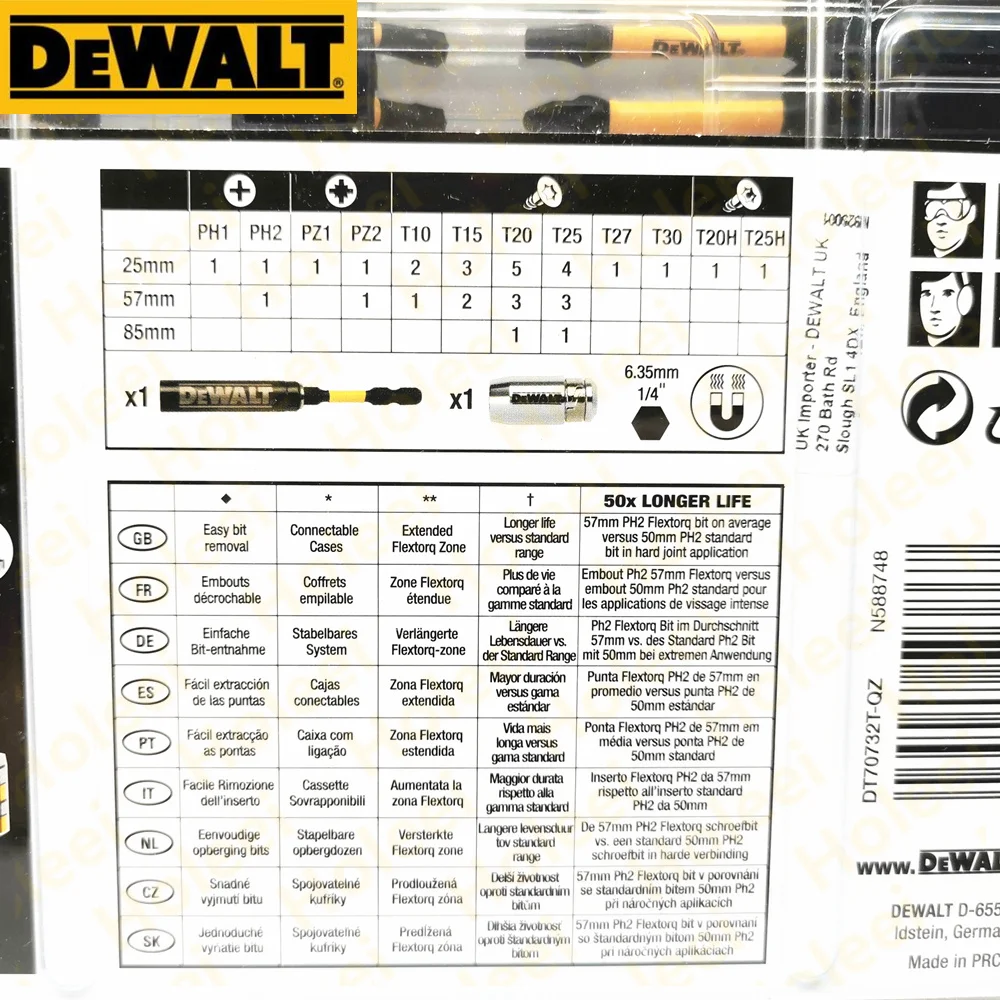 DEWALT®
DEWALT.
PH1 PH2 PZ1 PZ2 T10 T15 T20 T25 T27 T30 T20H T25H
25mm 1 1 1 1 2 3 5 4 1 1 1 1
57mm 1 1 1 2 3 3
85mm 1 1
x1 DEWALT x1 DEWALT 6.35mm
1/4"
UK Importer - DEWALT UK
270 Bath Rd
Slough SL1 4DX, England
◆ * ** † 50x LONGER LIFE
GB
Easy bit
removal
Connectable
Cases
Extended
Flextorq Zone
Longer life
versus standard
range
57mm PH2 Flextorq bit on average
versus 50mm PH2 standard
bit in hard joint application
FR
Embouts
décrochable
Coffrets
empilable
Zone Flextorq
étendue
Plus de vie
comparé à la
gamme standard
Embout Ph2 57mm Flextorq versus
embout 50mm Ph2 standard pour
les applications de vissage intense
DE
Einfache
Bit-entnahme
Stabelbares
System
Verlängerte
Flextorq-zone
Längere
Lebensdauer vs.
der Standard Range
Ph2 Flextorq Bit im Durchschnitt
57mm vs. des Standard Ph2 Bit
mit 50mm bei extremen Anwendung
ES
Fácil extracción
de las puntas
Cajas
conectables
Zona Flextorq
extendida
Mayor duración
versus gama
estándar
Punta Flextorq PH2 de 57mm en
promedio versus punta PH2 de
50mm estándar
PT
Fácil extracção
as pontas
Caixa com
ligação
Zona Flextorq
estendida
Vida mais
longa versus
gama standard
Ponta Flextorq PH2 de 57mm em
média versus ponta PH2 de
50mm standard
IT
Facile Rimozione
dell'inserto
Cassette
Sovrapponibili
Aumentata la
zona Flextorq
Maggior durata
rispetto alla
gamma standard
Inserto Flextorq PH2 da 57mm
rispetto all'inserto standard
PH2 da 50mm
NL
Eenvoudige
opberging bits
Stapelbare
opbergdozen
Versterkte
Flextorq zone
Langere levensduur
tov standard
range
De 57mm PH2 Flextorq schroefbit
vs. een standard 50mm PH2
schroefbit in harde verbinding
CZ
Snadné
vyjmutí bitu
Spojovatelné
kufříky
Prodloužená
Flextorq zóna
Delší životnost
oproti standardním
bitům
57mm Ph2 Flextorq bit v porovnání
se standardním bitem 50mm Ph2
při náročných aplikacích
SK
Jednoduché
vyňatie bitu
Spojovateľné
kufríky
Predĺžená
Flextorq zóna
Dlhšia životnosť
oproti štandardným
bitom
57mm Ph2 Flextorq bit v porovnaní
so štandardným bitom 50mm Ph2
pri náročných aplikáciach
N588748
DT70732T-QZ
www.DEWAL
DEWALT D-655
Idstein, Germa
Made in PRC
Holeei